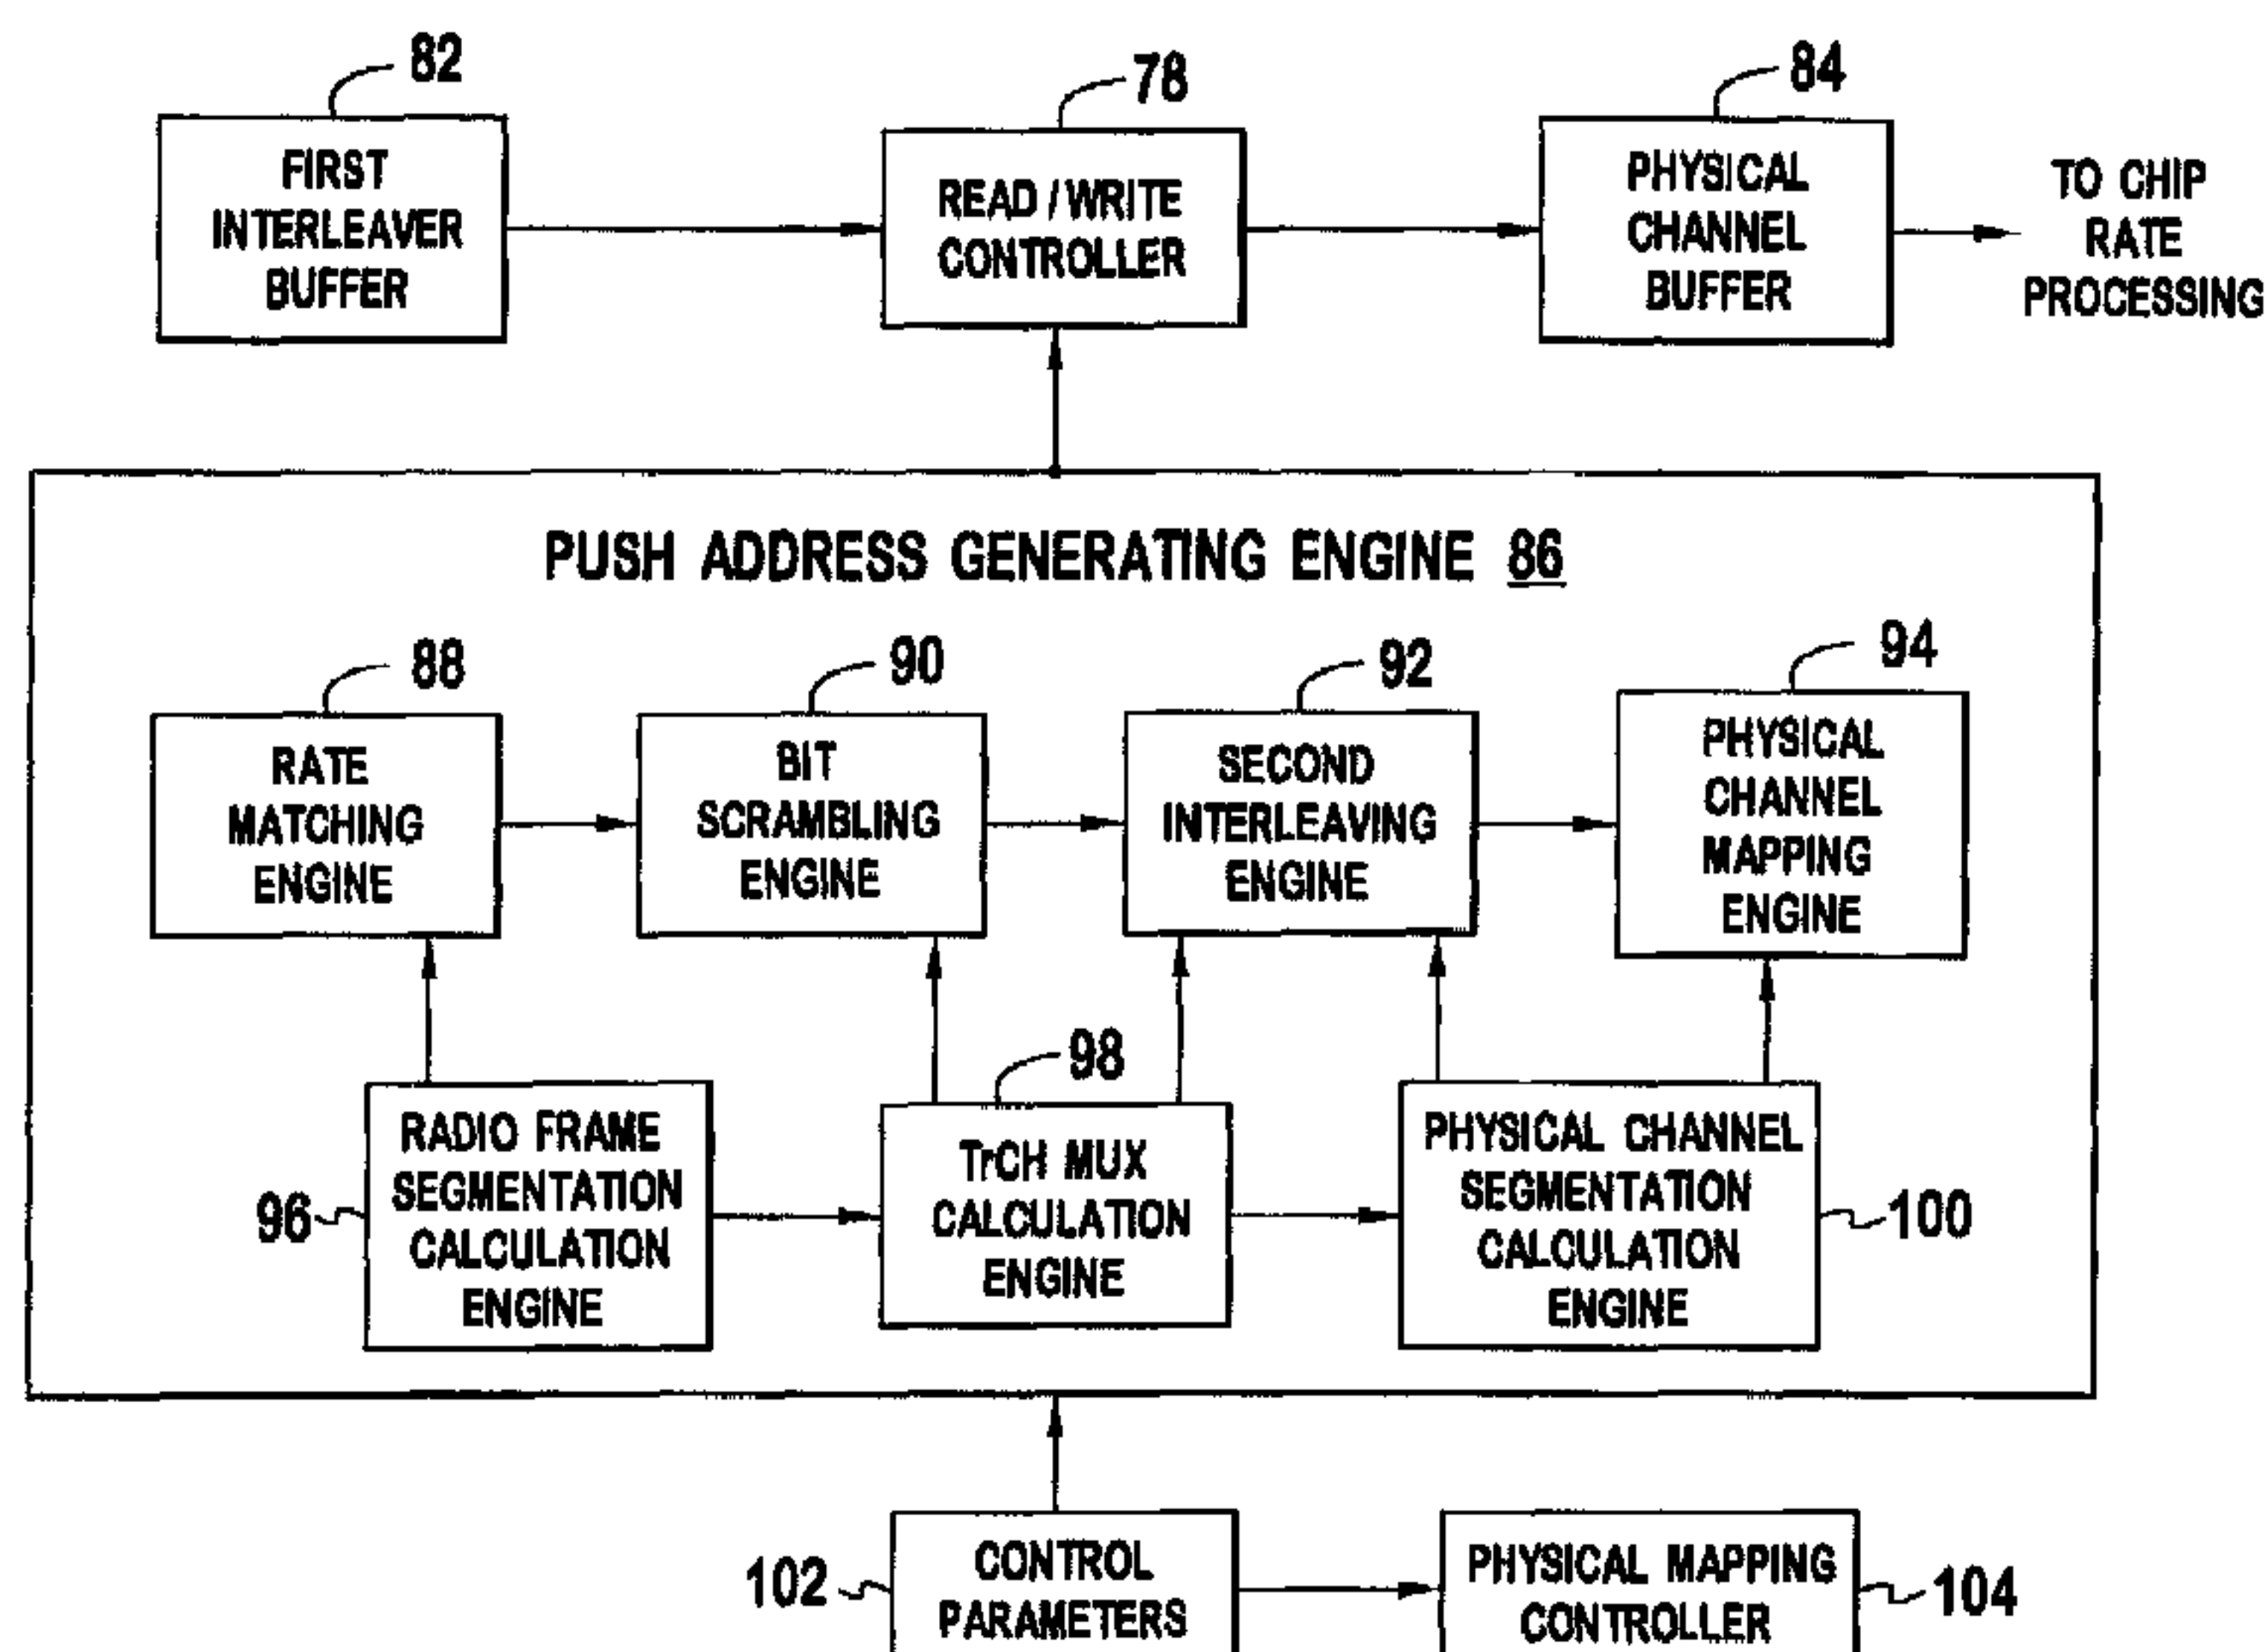 82
78
84
FIRST
INTERLEAVER
BUFFER
READ / WRITE
CONTROLLER
PHYSICAL
CHANNEL
BUFFER
TO CHIP
RATE
PROCESSING
PUSH ADDRESS GENERATING ENGINE 86
88
90
92
94
RATE
MATCHING
ENGINE
BIT
SCRAMBLING
ENGINE
SECOND
INTERLEAVING
ENGINE
PHYSICAL
CHANNEL
MAPPING
ENGINE
96
RADIO FRAME
SEGMENTATION
CALCULATION
ENGINE
98
TrCH MUX
CALCULATION
ENGINE
PHYSICAL CHANNEL
SEGMENTATION
CALCULATION
ENGINE
100
102
CONTROL
PARAMETERS
PHYSICAL MAPPING
CONTROLLER
104